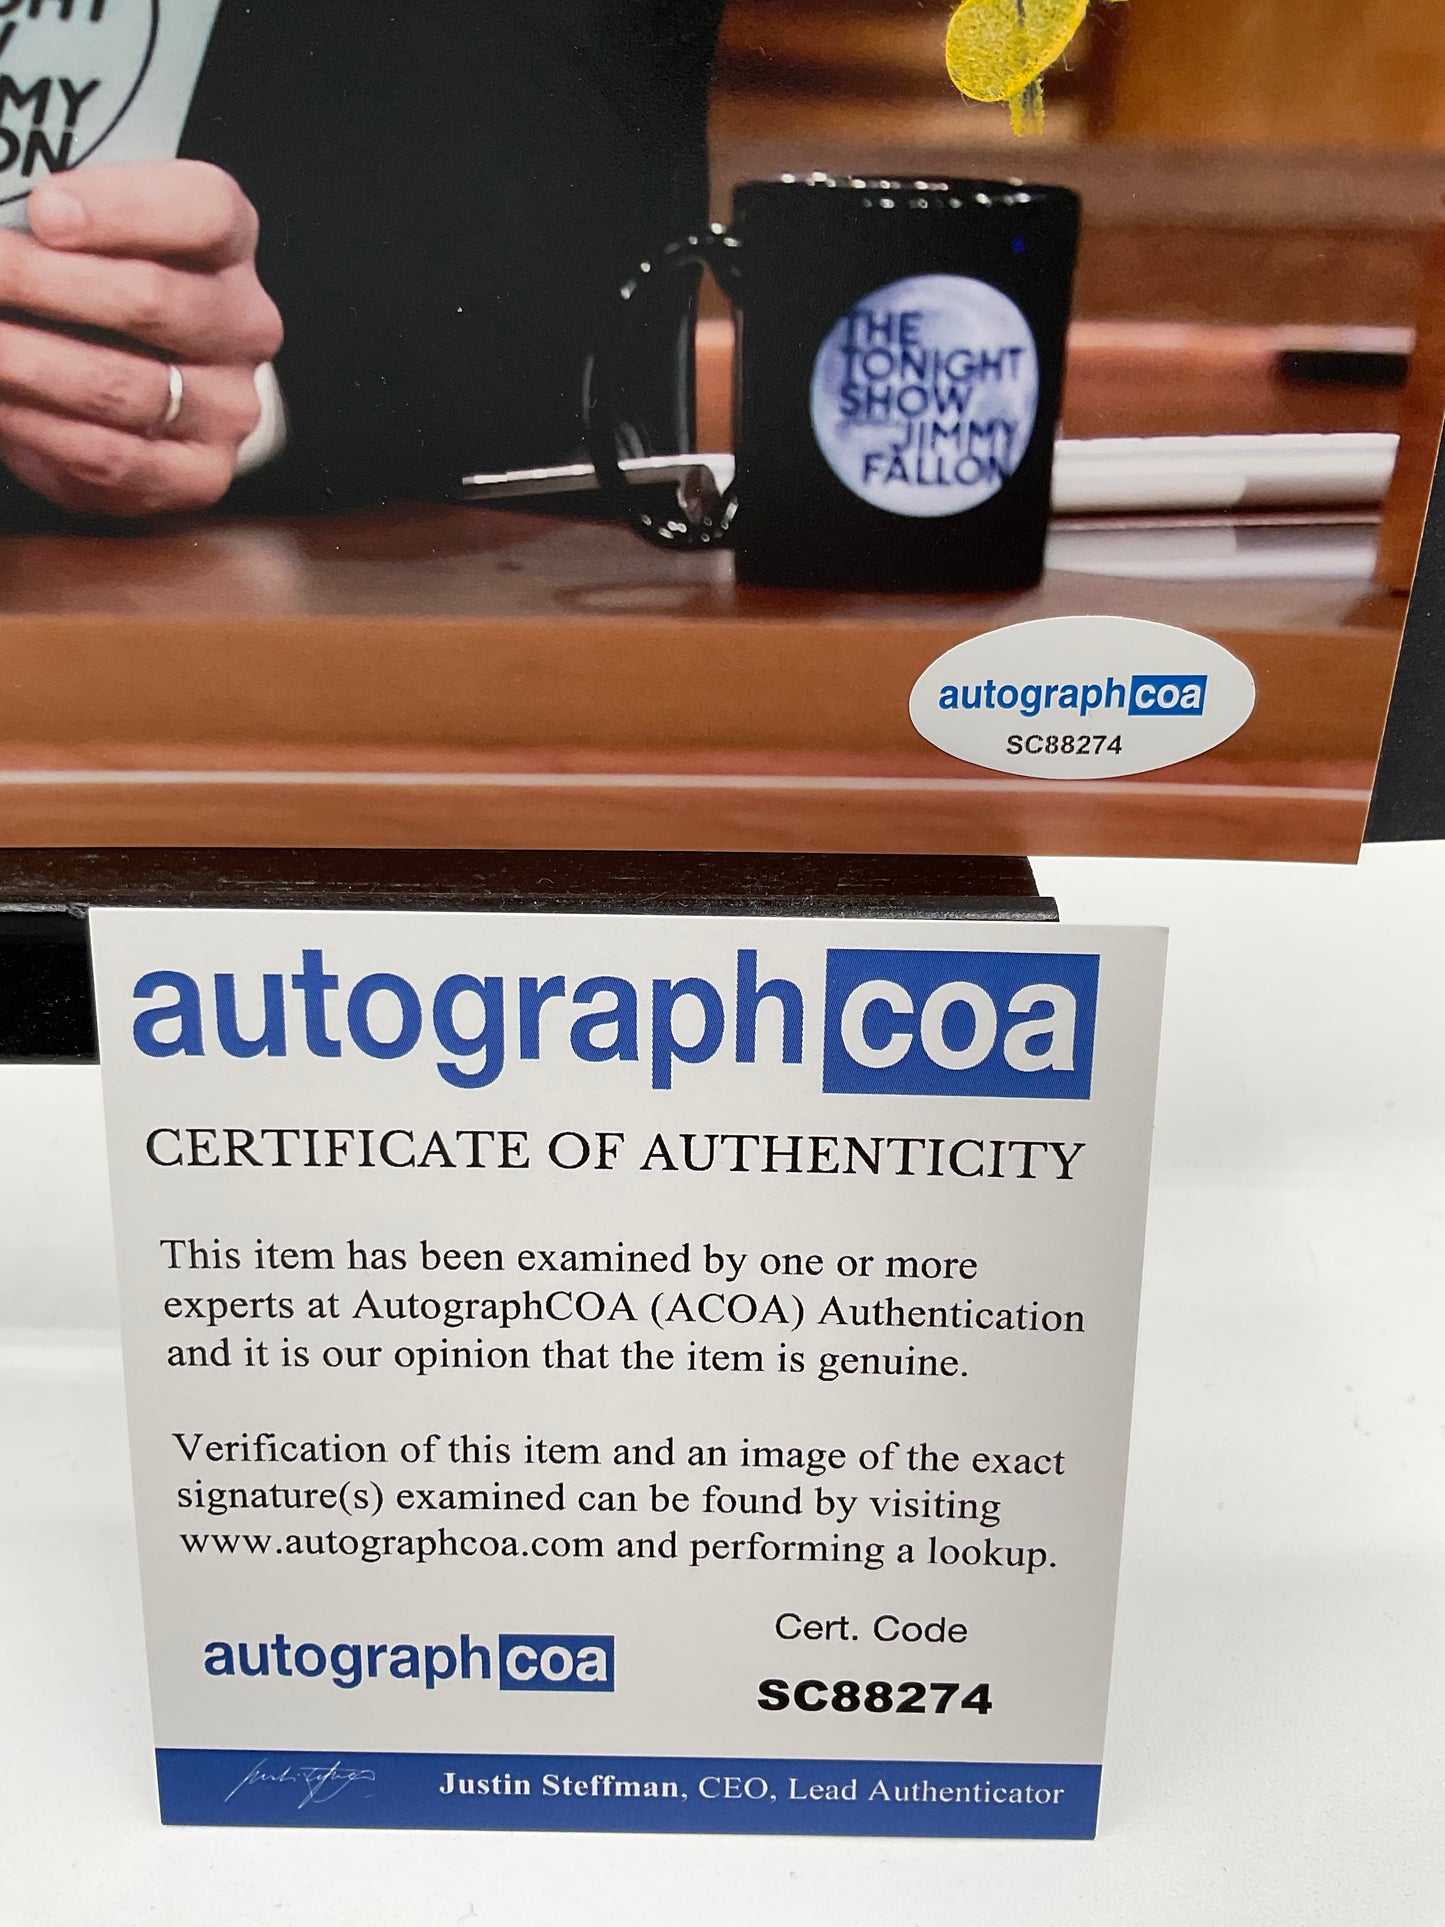 MY
ON
THE
TONIGHT
SHOW
JIMMY
FALLON
autographcoa
SC88274
autographcoa
CERTIFICATE OF AUTHENTICITY
This item has been examined by one or more
experts at AutographCOA (ACOA) Authentication
and it is our opinion that the item is genuine.
Verification of this item and an image of the exact
signature(s) examined can be found by visiting
www.autographcoa.com and performing a lookup.
Cert. Code
autographcoa
SC88274
Justin Steffman, CEO, Lead Authenticator